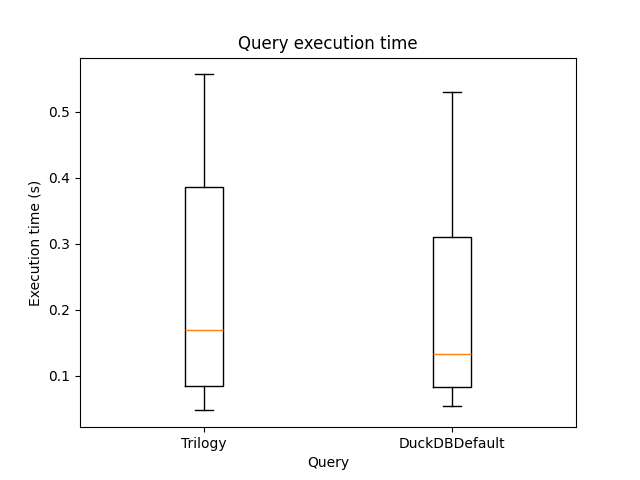 Query execution time
Execution time (s)
0.5
0.4
0.3
0.2
0.1
Trilogy
DuckDBDefault
Query